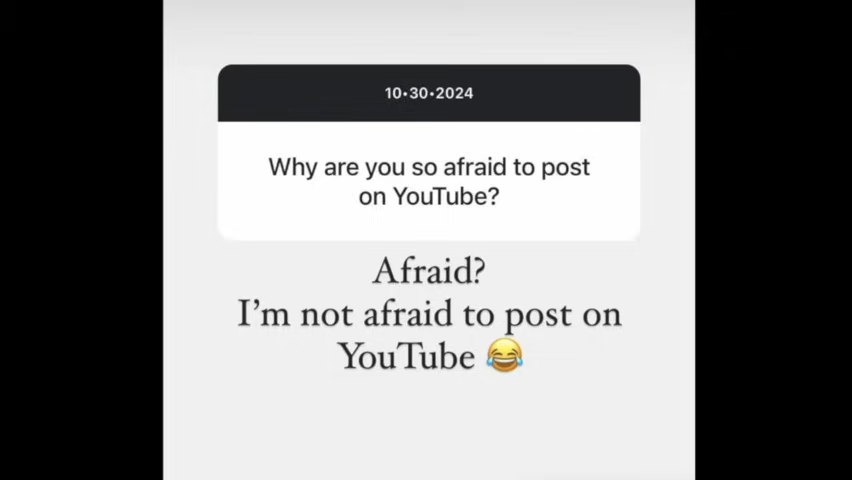 10•30•2024
Why are you so afraid to post
on YouTube?
Afraid?
I’m not afraid to post on
YouTube 😂